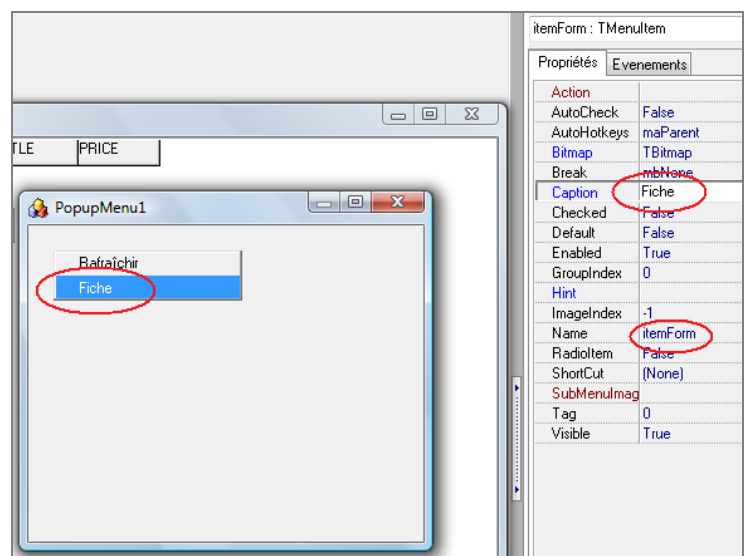 itemForm : TMenuItem
Propriétés Evenements
Action
AutoCheck False
AutoHotkeys maParent
Bitmap TBitmap
Break mbNone
Caption Fiche
Checked False
Default False
Enabled True
GroupIndex 0
Hint
ImageIndex -1
Name itemForm
RadioItem False
ShortCut (None)
SubMenuImag
Tag 0
Visible True
TLE PRICE
PopupMenu1
Rafraîchir
Fiche